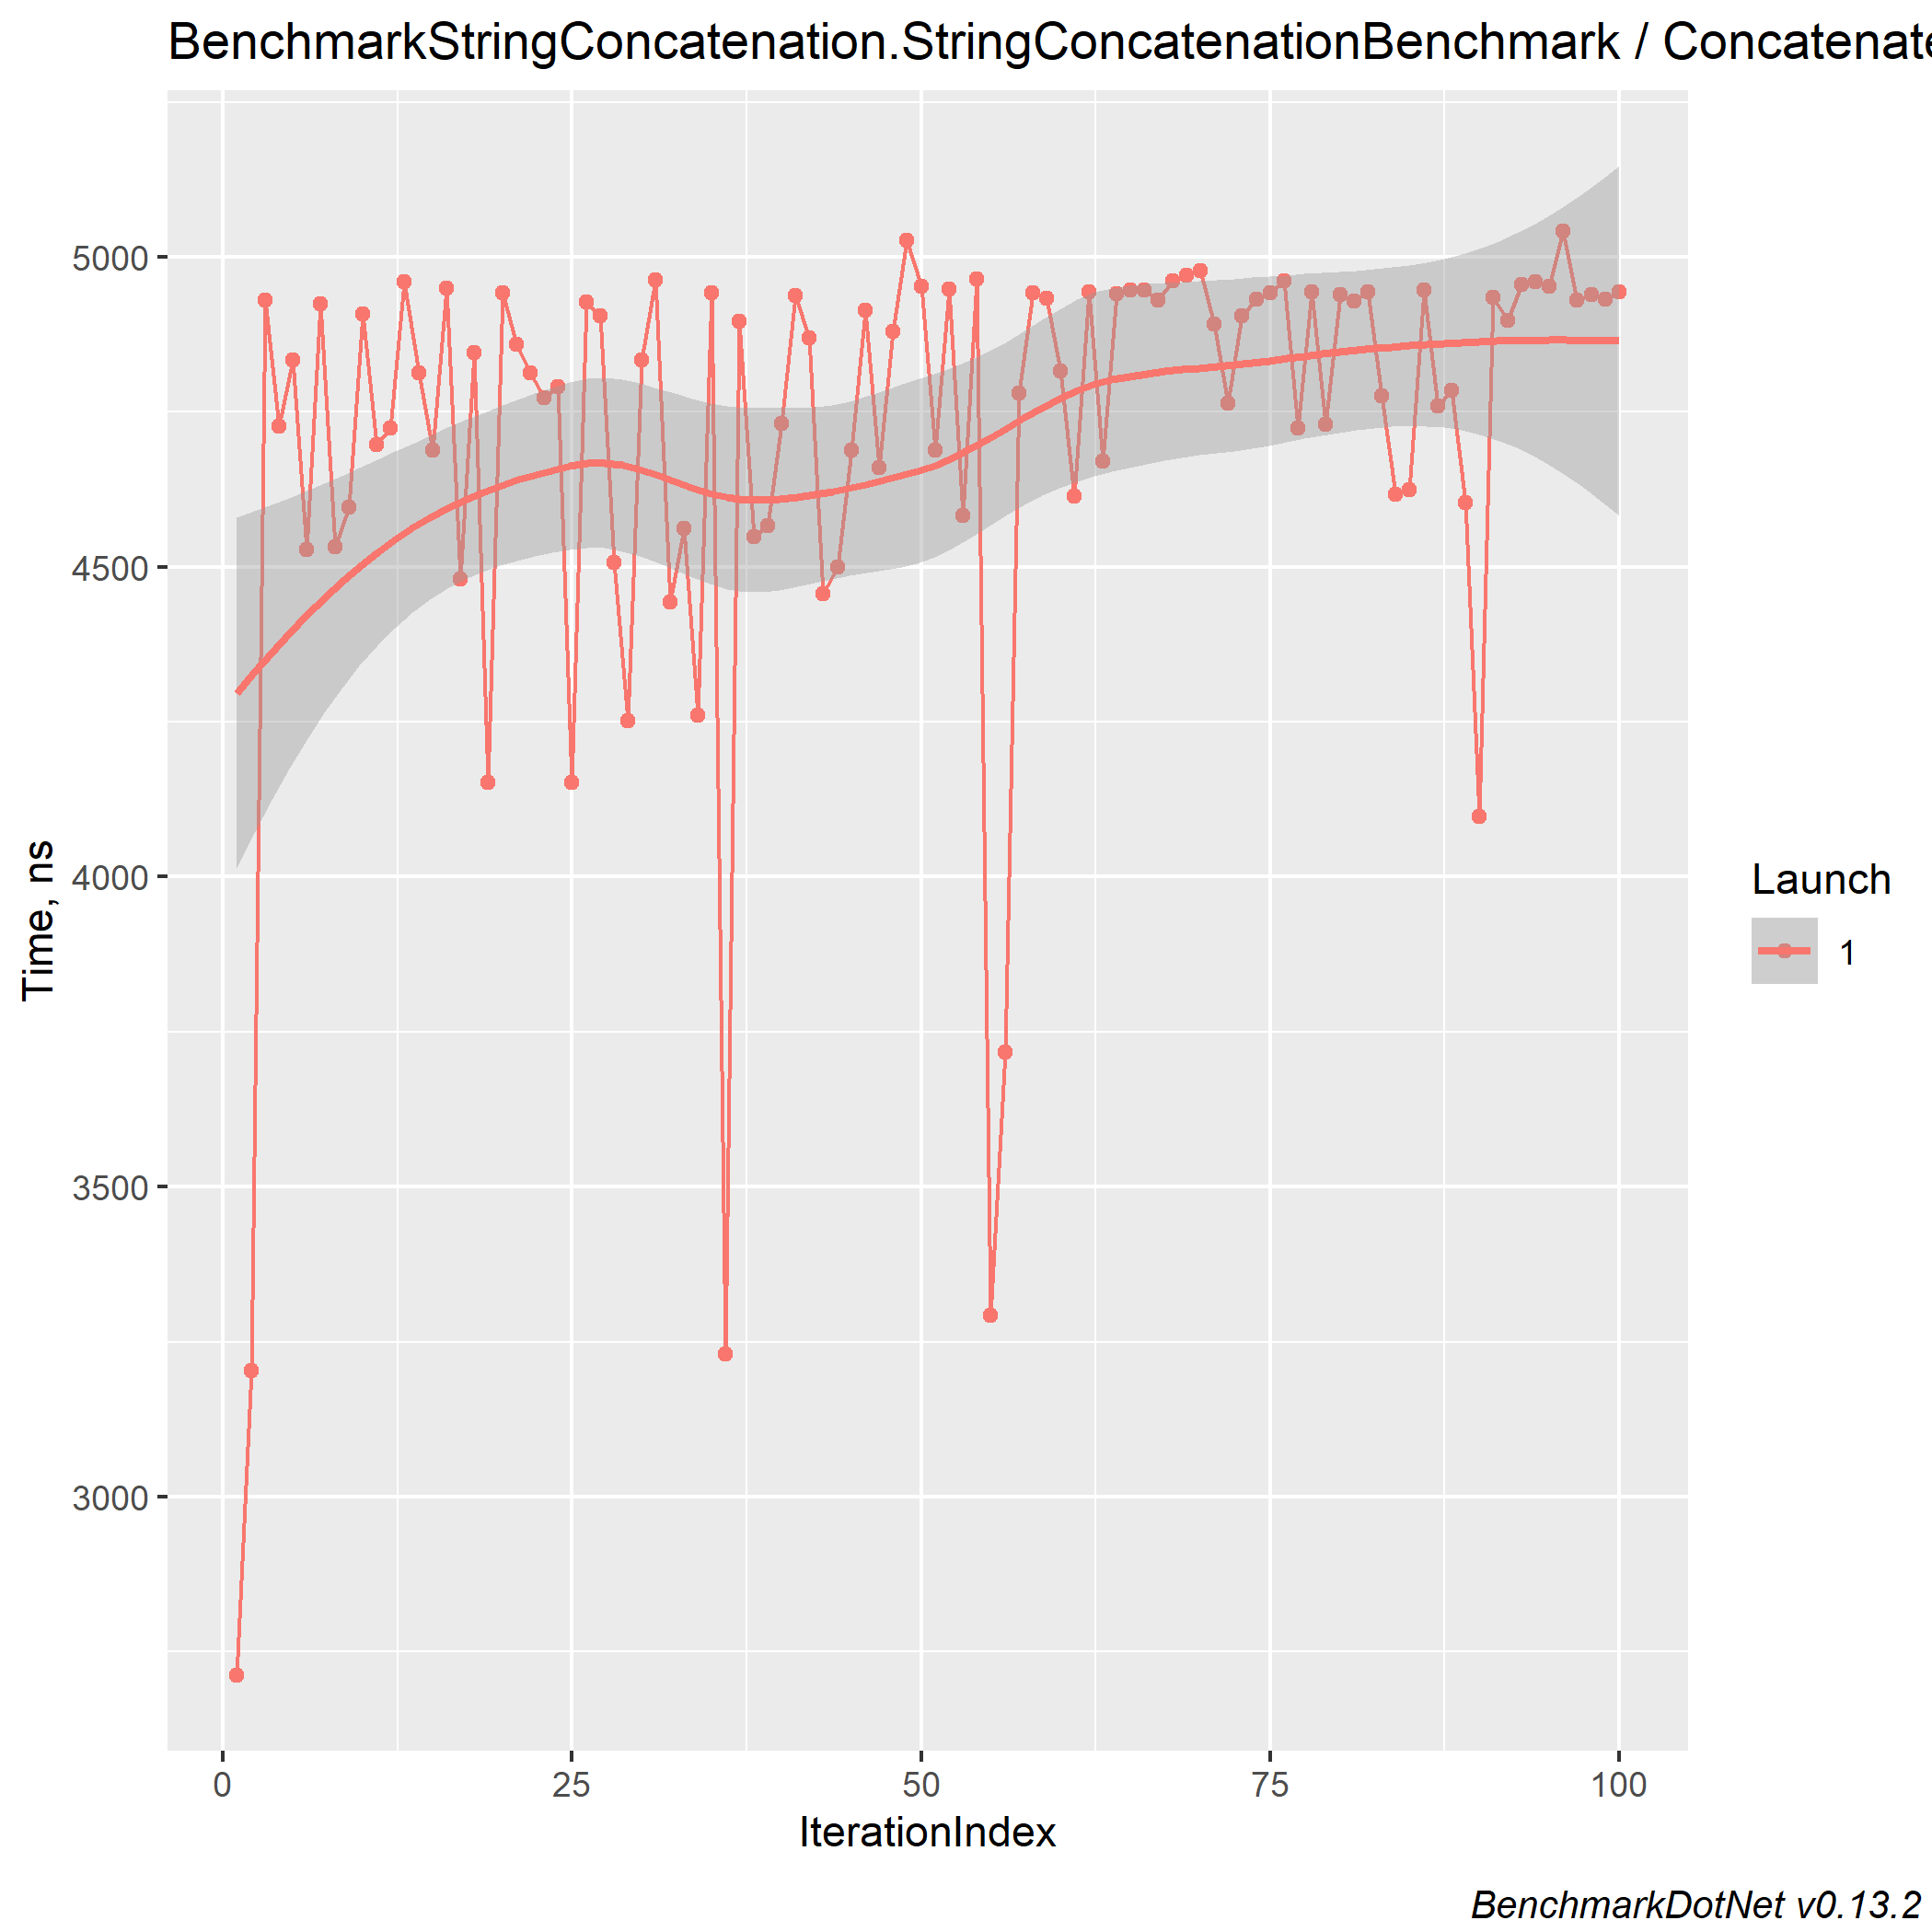 BenchmarkStringConcatenation.StringConcatenationBenchmark / Concatenate
5000
4500
4000
3500
3000
Time, ns
0 25 50 75 100
IterationIndex
Launch
1
BenchmarkDotNet v0.13.2